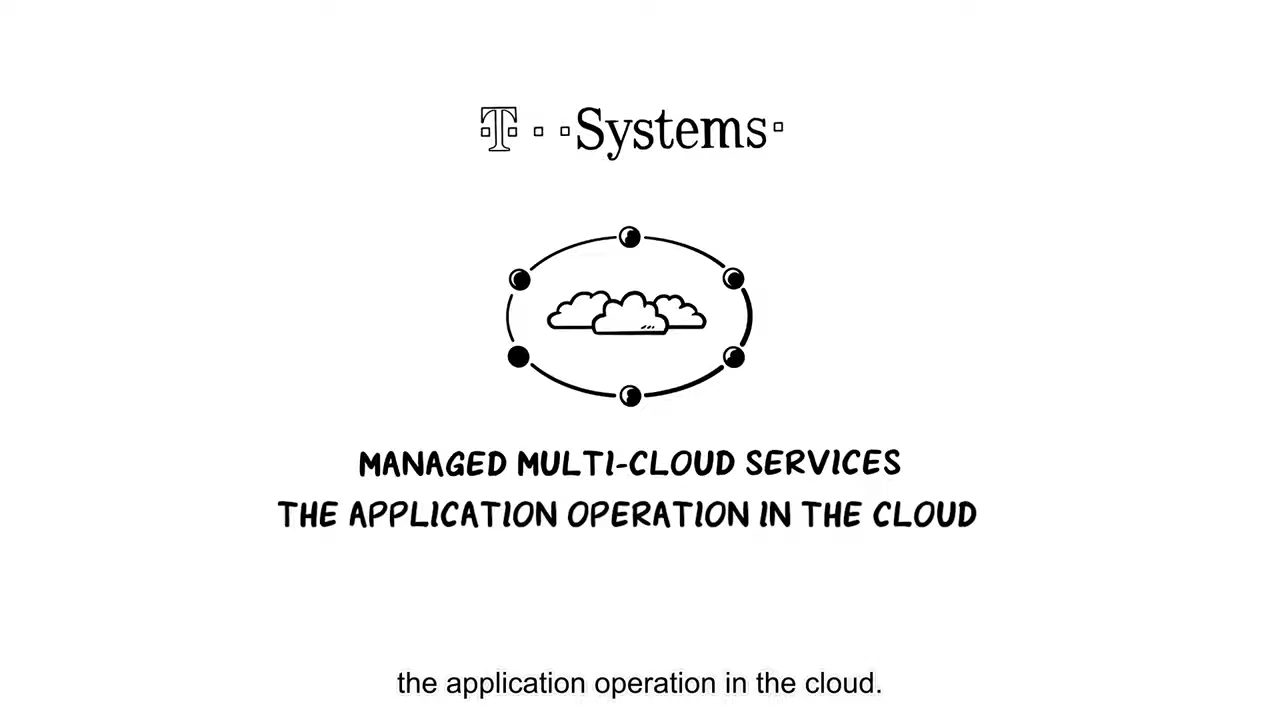 T · · Systems ·
MANAGED MULTI-CLOUD SERVICES
THE APPLICATION OPERATION IN THE CLOUD
the application operation in the cloud.